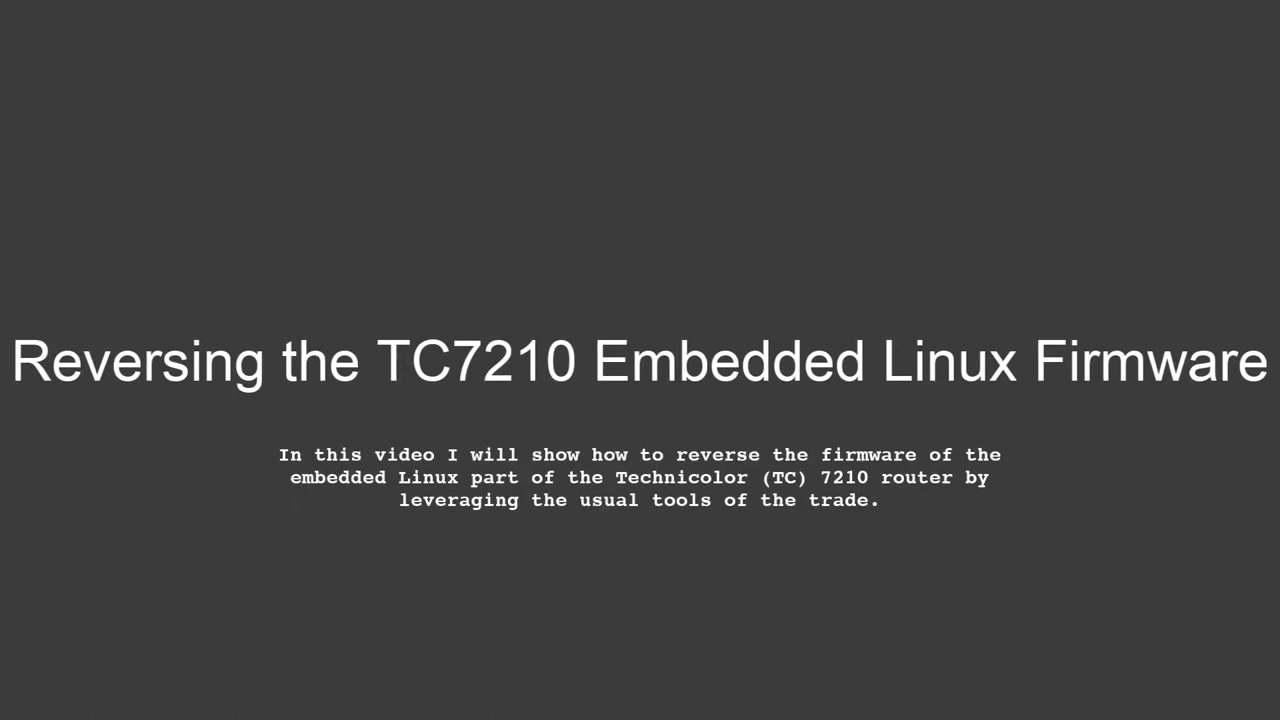 Reversing the TC7210 Embedded Linux Firmware
In this video I will show how to reverse the firmware of the
embedded Linux part of the Technicolor (TC) 7210 router by
leveraging the usual tools of the trade.